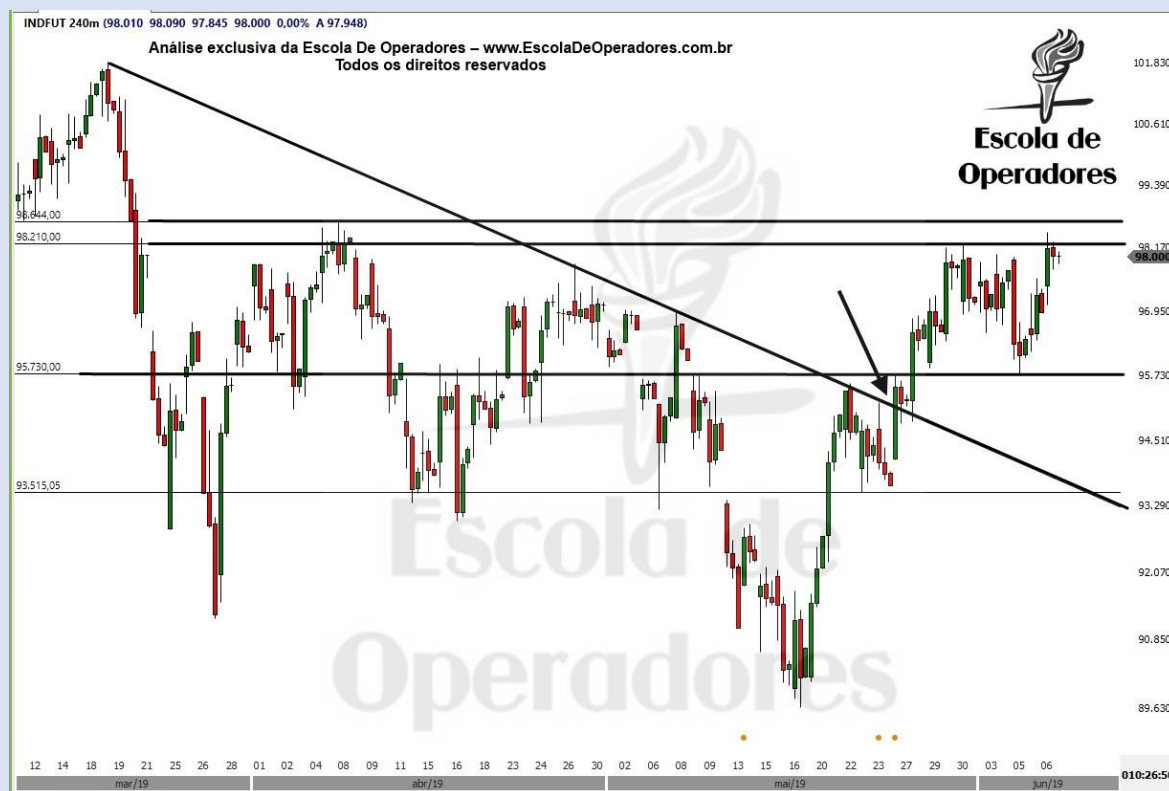 INDFUT 240m (98.010 98.090 97.845 98.000 0,00% A 97.948)
Análise exclusiva da Escola De Operadores – www.EscolaDeOperadores.com.br
Todos os direitos reservados
Escola de
Operadores
101.830
100.610
99.390
98.644,00
98.210,00
98.170
98.000
96.950
95.730,00
95.730
94.510
93.515,05
93.290
Escola de
92.070
90.850
Operadores
89.630
12 14 18 19 21 25 26 28 01 02 04 08 09 11 15 16 18 23 24 26 30 02 06 08 09 13 15 16 20 22 23 27 28 30 03 05 06
mar/19 abr/19 mai/19 jun/19